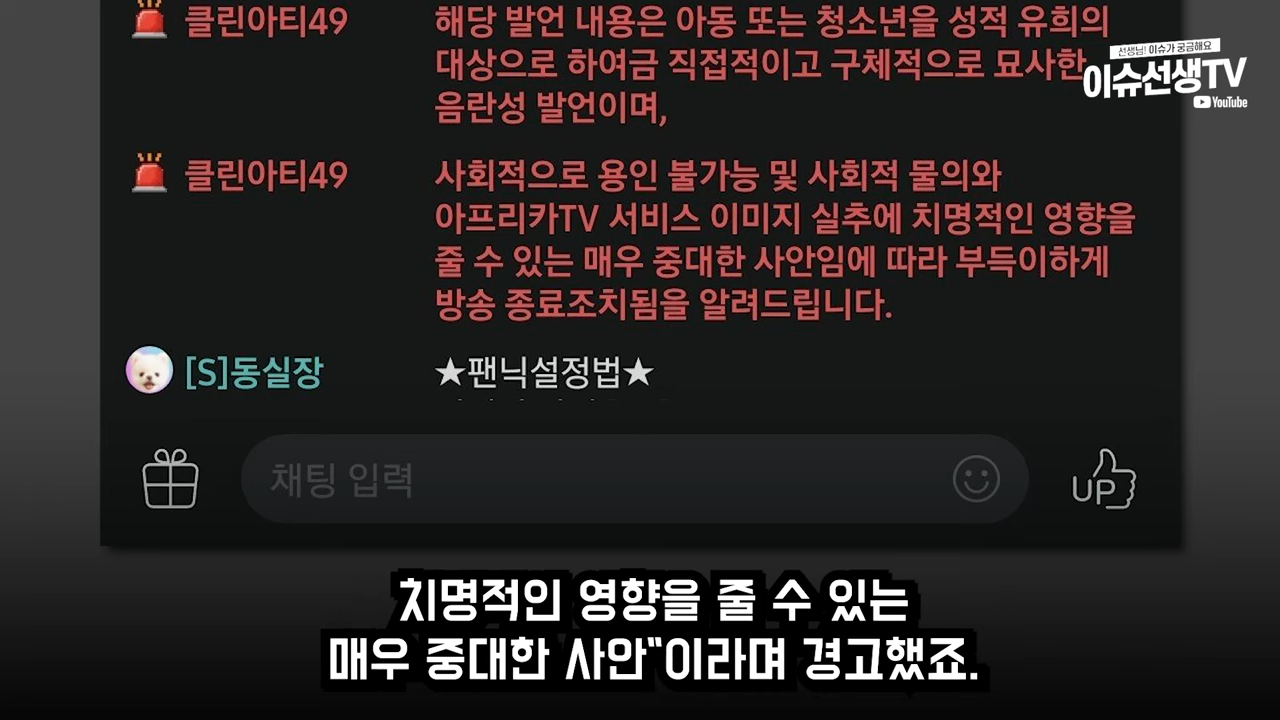 클린아티49
해당 발언 내용은 아동 또는 청소년을 성적 유희의
대상으로 하여금 직접적이고 구체적으로 묘사한
음란성 발언이며,
선생님! 이슈가 궁금해요
이슈선생TV
YouTube
클린아티49
사회적으로 용인 불가능 및 사회적 물의와
아프리카TV 서비스 이미지 실추에 치명적인 영향을
줄 수 있는 매우 중대한 사안임에 따라 부득이하게
방송 종료조치됨을 알려드립니다.
[S]동실장
★팬닉설정법★
채팅 입력
UP
치명적인 영향을 줄 수 있는
매우 중대한 사안"이라며 경고했죠.